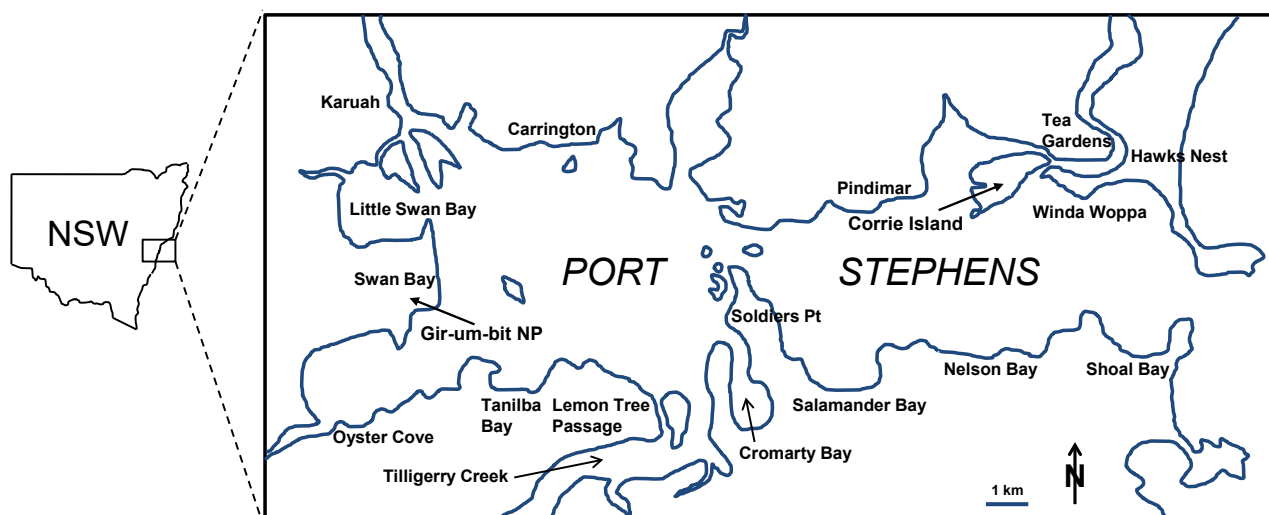 NSW
Karuah
Carrington
Tea
Gardens
Hawks Nest
Pindimar
Little Swan Bay
Corrie Island
Winda Woppa
PORT
STEPHENS
Swan Bay
Soldiers Pt
Gir-um-bit NP
Nelson Bay
Shoal Bay
Tanilba
Bay
Lemon Tree
Passage
Salamander Bay
Oyster Cove
Cromarty Bay
Tilligerry Creek
N
1 km